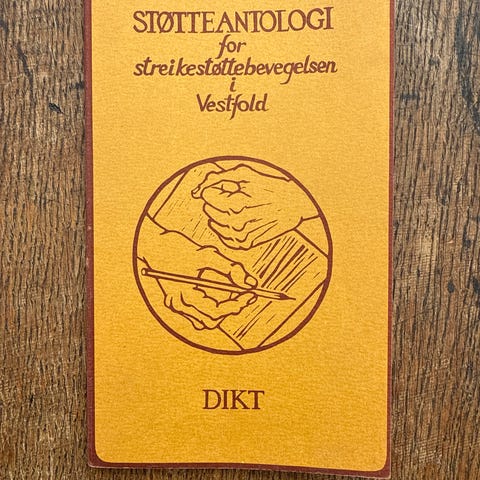 STØTTEANTOLOGI
for
streikestøttebevegelsen
i
Vestfold
DIKT